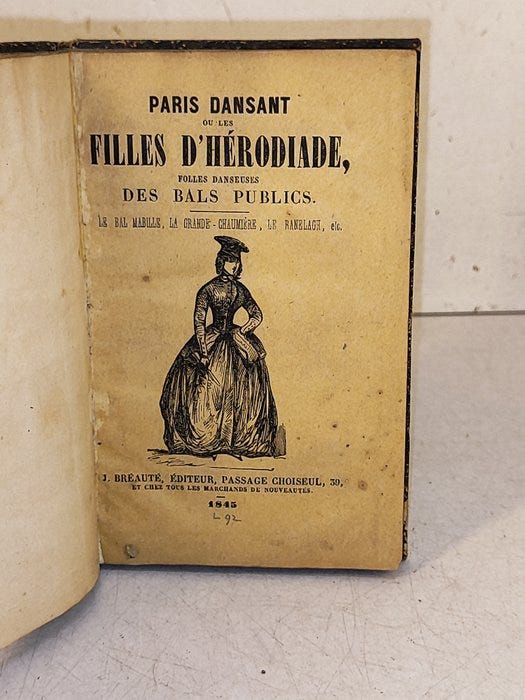 PARIS DANSANT
OU LES
FILLES D'HÉRODIADE,
FOLLES DANSEUSES
DES BALS PUBLICS.
LE BAL MABILLE, LA GRANDE-CHAUMIÈRE, LE RANELAGH, etc.
J. BRÉAUTÉ, ÉDITEUR, PASSAGE CHOISEUL, 39,
ET CHEZ TOUS LES MARCHANDS DE NOUVEAUTÉS.
1845
L 92